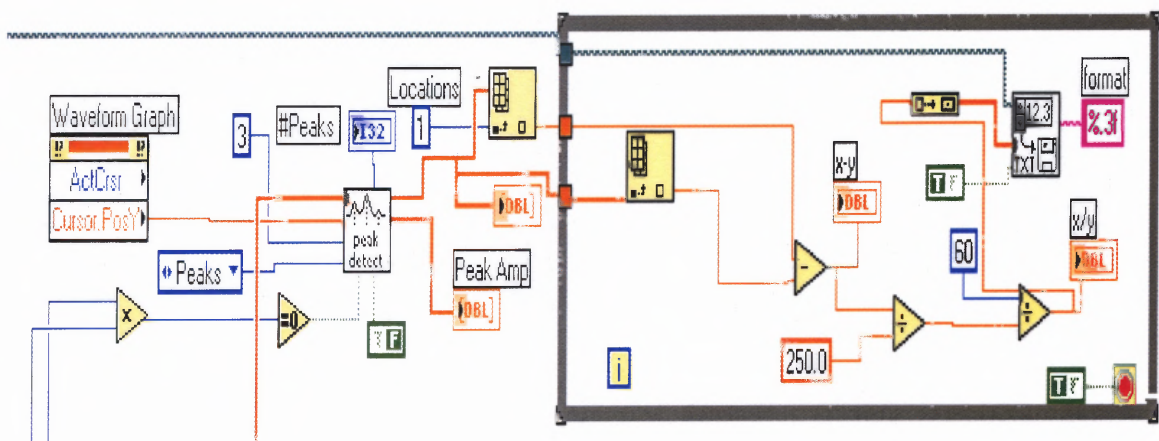 Waveform Graph
ActCrsr
Cursor.PosY
3
#Peaks
I32
Locations
1
DBL
peak
detect
Peaks
Peak Amp
DBL
x
=0
F
12.3
TXT
format
%.3f
T
x-y
DBL
x/y
DBL
60
250.0
i
T